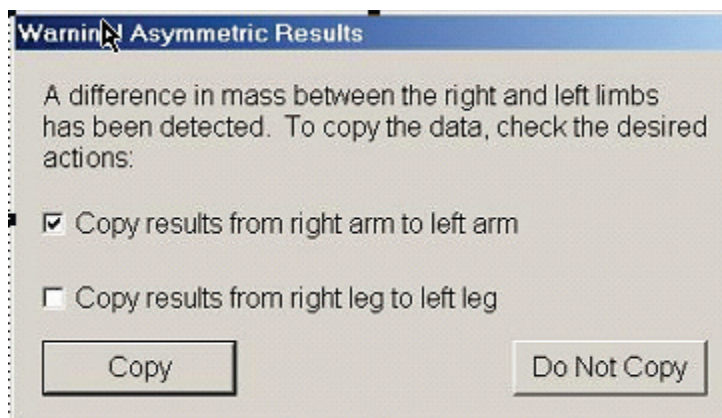 Warning Asymmetric Results
A difference in mass between the right and left limbs
has been detected. To copy the data, check the desired
actions:
Copy results from right arm to left arm
Copy results from right leg to left leg
Copy
Do Not Copy